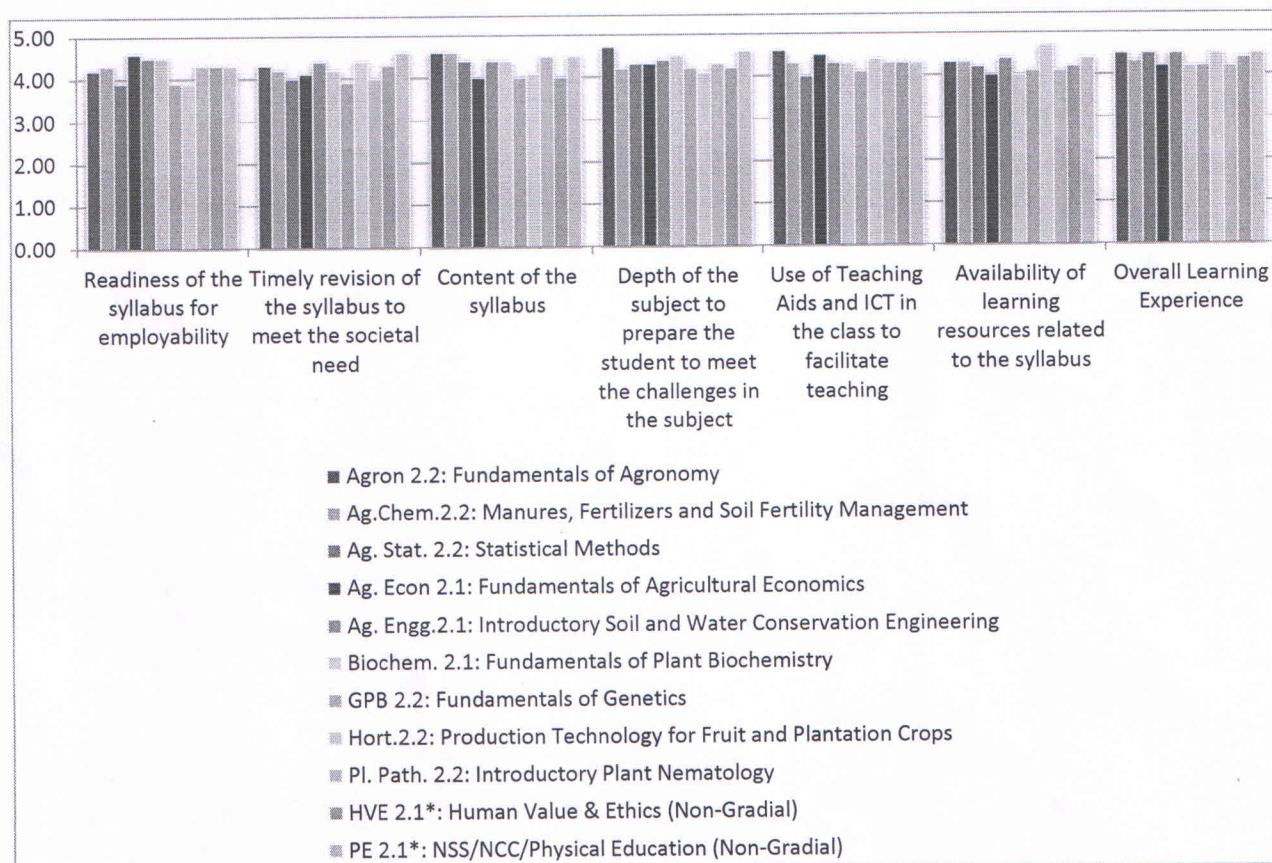 5.00
4.00
3.00
2.00
1.00
0.00
Readiness of the syllabus for employability
Timely revision of the syllabus to meet the societal need
Content of the syllabus
Depth of the subject to prepare the student to meet the challenges in the subject
Use of Teaching Aids and ICT in the class to facilitate teaching
Availability of learning resources related to the syllabus
Overall Learning Experience
Agron 2.2: Fundamentals of Agronomy
Ag.Chem.2.2: Manures, Fertilizers and Soil Fertility Management
Ag. Stat. 2.2: Statistical Methods
Ag. Econ 2.1: Fundamentals of Agricultural Economics
Ag. Engg.2.1: Introductory Soil and Water Conservation Engineering
Biochem. 2.1: Fundamentals of Plant Biochemistry
GPB 2.2: Fundamentals of Genetics
Hort.2.2: Production Technology for Fruit and Plantation Crops
Pl. Path. 2.2: Introductory Plant Nematology
HVE 2.1*: Human Value & Ethics (Non-Gradial)
PE 2.1*: NSS/NCC/Physical Education (Non-Gradial)